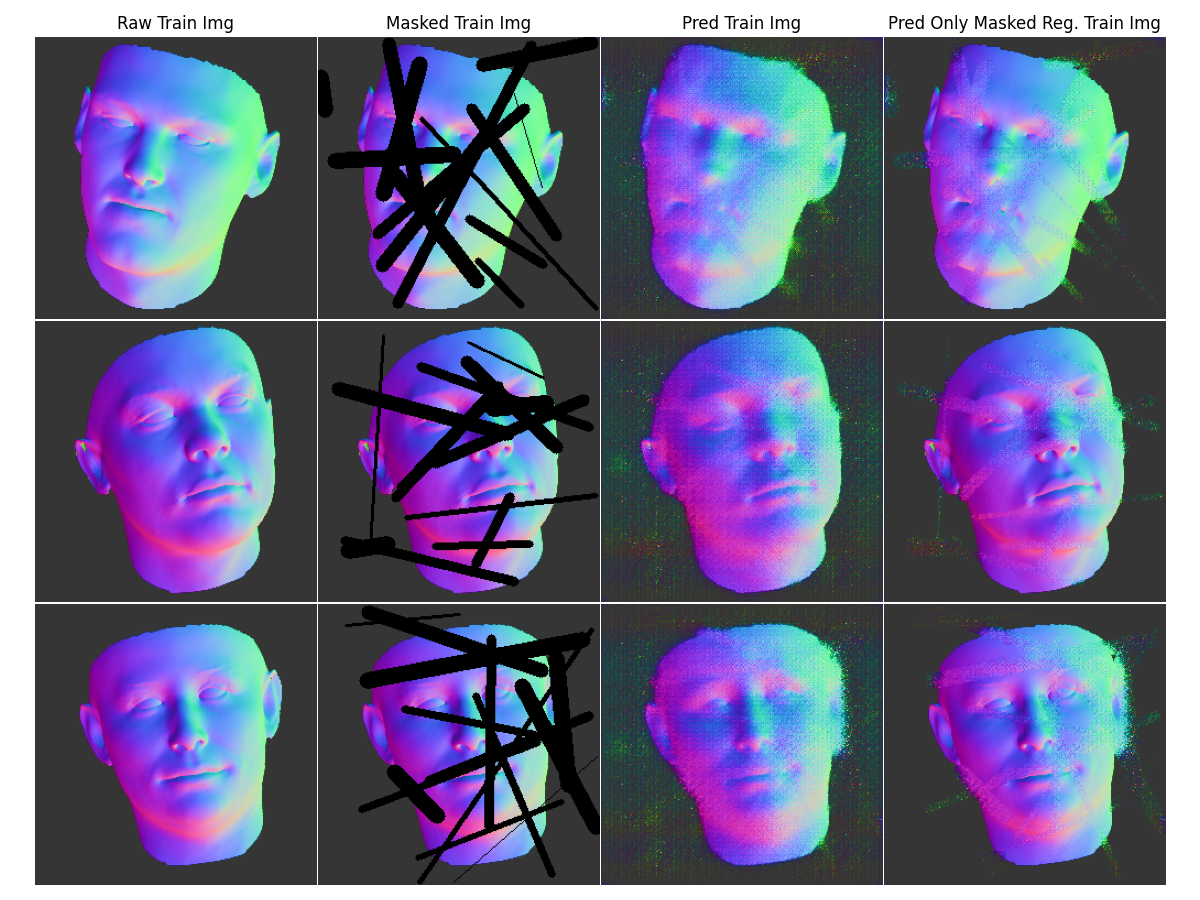 Raw Train Img
Masked Train Img
Pred Train Img
Pred Only Masked Reg. Train Img